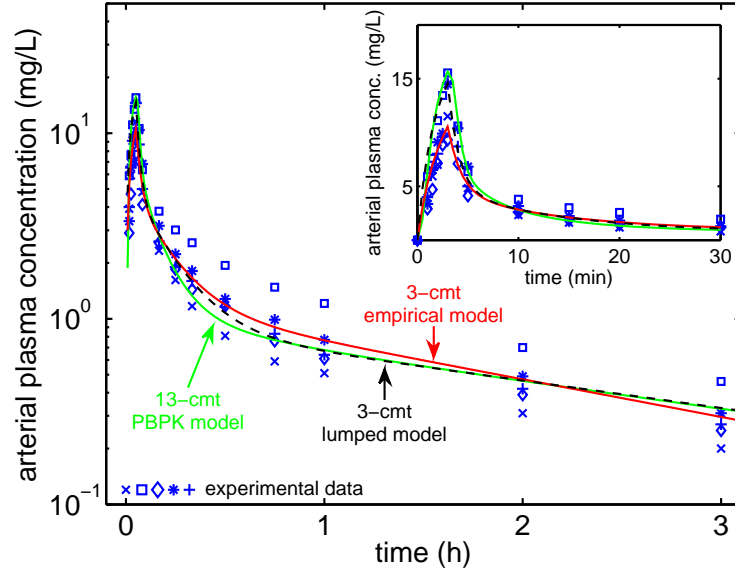 arterial plasma concentration (mg/L)
10^1
10^0
10^-1
0
1
2
3
time (h)
13-cmt
PBPK model
3-cmt
lumped model
3-cmt
empirical model
experimental data
arterial plasma conc. (mg/L)
15
5
0
10
20
30
time (min)